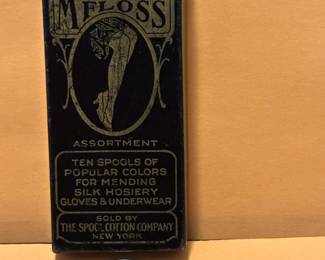 MFLOSS
ASSORTMENT
TEN SPOOLS OF
POPULAR COLORS
FOR MENDING
SILK HOSIERY
GLOVES & UNDERWEAR
SOLD BY
THE SPOOL COTTON COMPANY
NEW YORK